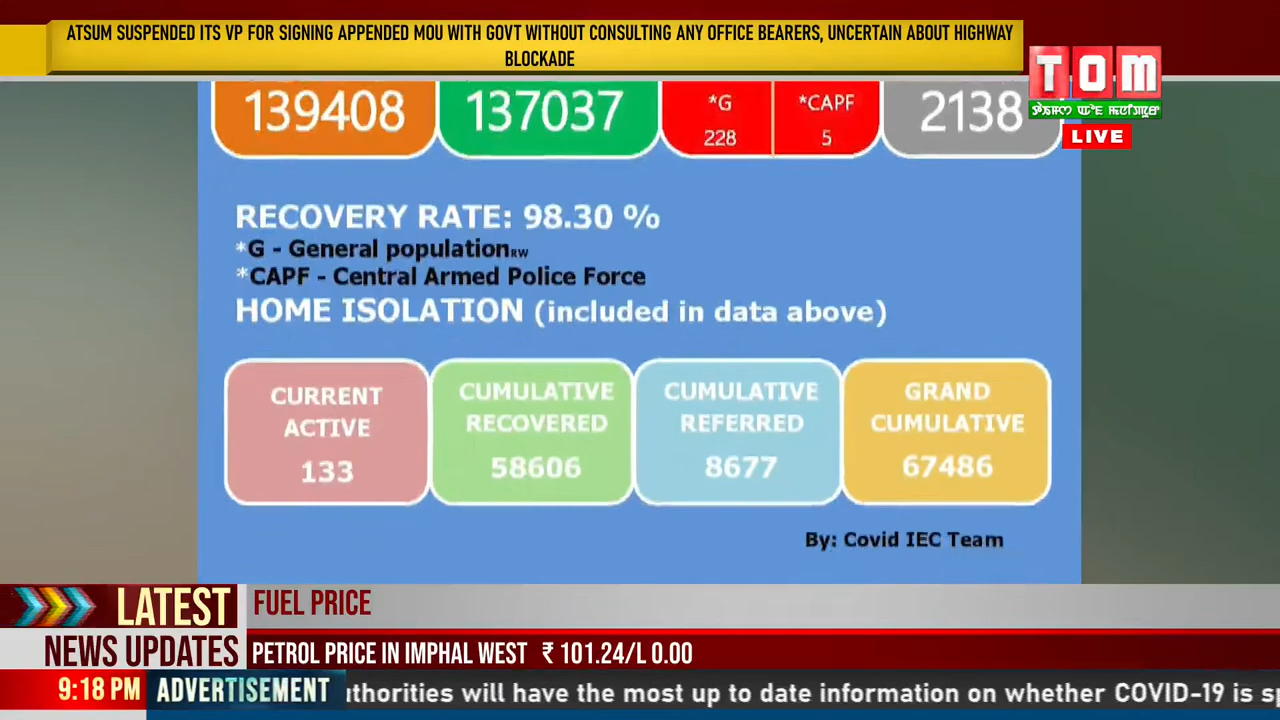 ATSUM SUSPENDED ITS VP FOR SIGNING APPENDED MOU WITH GOVT WITHOUT CONSULTING ANY OFFICE BEARERS, UNCERTAIN ABOUT HIGHWAY
BLOCKADE
TOM
LIVE
139408
137037
*G
228
*CAPF
5
2138
RECOVERY RATE: 98.30 %
*G - General populationRW
*CAPF - Central Armed Police Force
HOME ISOLATION (included in data above)
CURRENT
ACTIVE
133
CUMULATIVE
RECOVERED
58606
CUMULATIVE
REFERRED
8677
GRAND
CUMULATIVE
67486
By: Covid IEC Team
LATEST
NEWS UPDATES
FUEL PRICE
PETROL PRICE IN IMPHAL WEST ₹ 101.24/L 0.00
9:18 PM
ADVERTISEMENT
uthorities will have the most up to date information on whether COVID-19 is sp